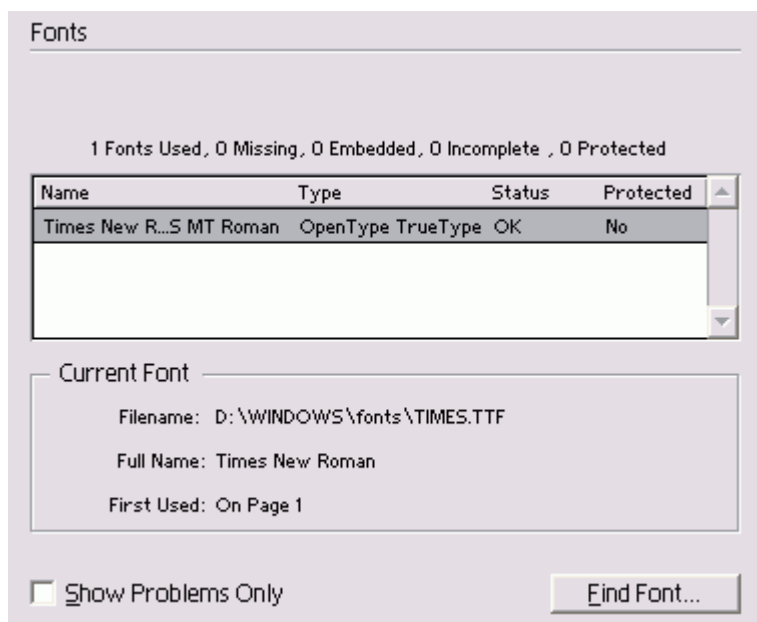 Fonts
1 Fonts Used, 0 Missing, 0 Embedded, 0 Incomplete , 0 Protected
Name Type Status Protected
Times New R...S MT Roman OpenType TrueType OK No
Current Font
Filename: D:\WINDOWS\fonts\TIMES.TTF
Full Name: Times New Roman
First Used: On Page 1
Show Problems Only Find Font...